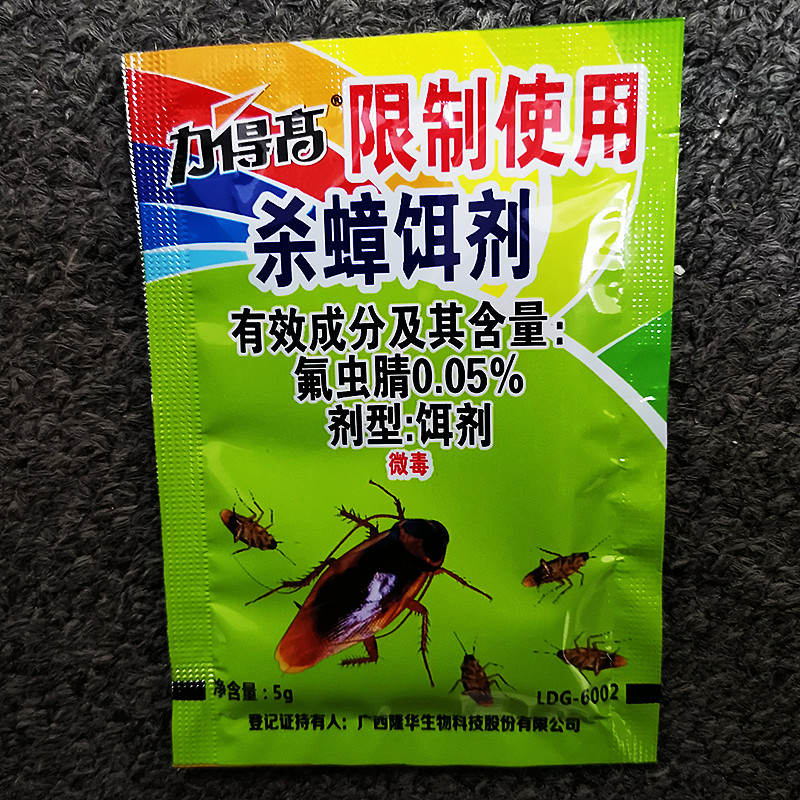 力得高® 限制使用
杀蟑饵剂
有效成分及其含量：
氟虫腈0.05%
剂型:饵剂
微毒
净含量：5g
LDG-6002
登记证持有人：广西隆华生物科技股份有限公司